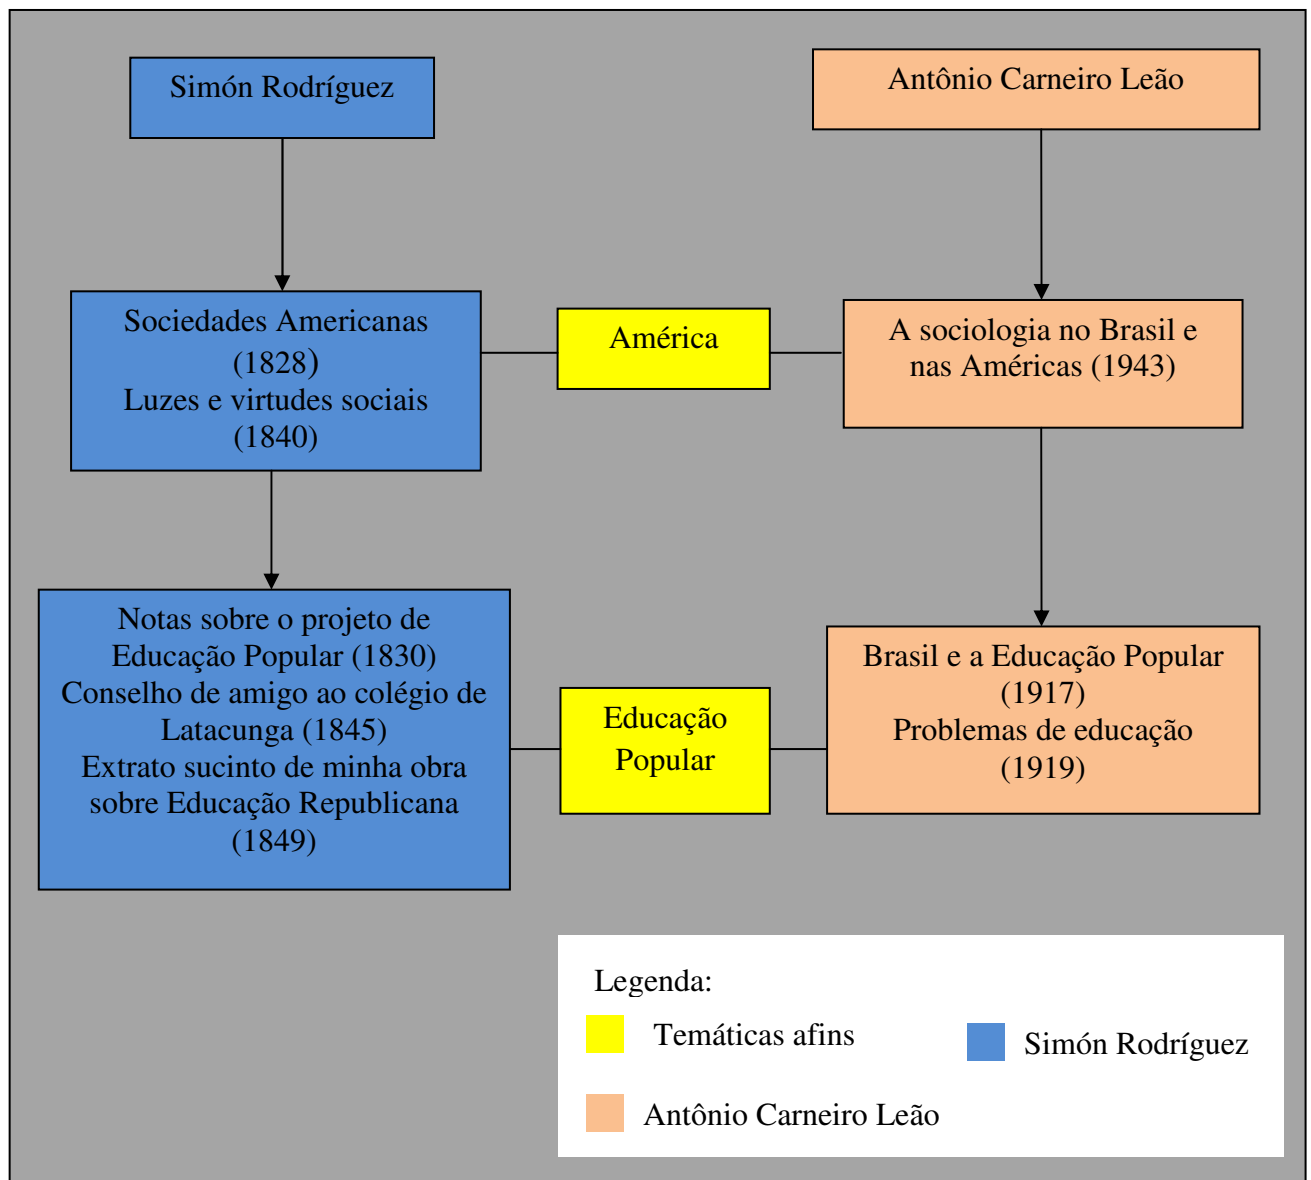 Simón Rodríguez
Antônio Carneiro Leão
Sociedades Americanas
(1828)
Luzes e virtudes sociais
(1840)
América
A sociologia no Brasil e
nas Américas (1943)
Notas sobre o projeto de
Educação Popular (1830)
Conselho de amigo ao colégio de
Latacunga (1845)
Extrato sucinto de minha obra
sobre Educação Republicana
(1849)
Educação
Popular
Brasil e a Educação Popular
(1917)
Problemas de educação
(1919)
Legenda:
Temáticas afins
Simón Rodríguez
Antônio Carneiro Leão